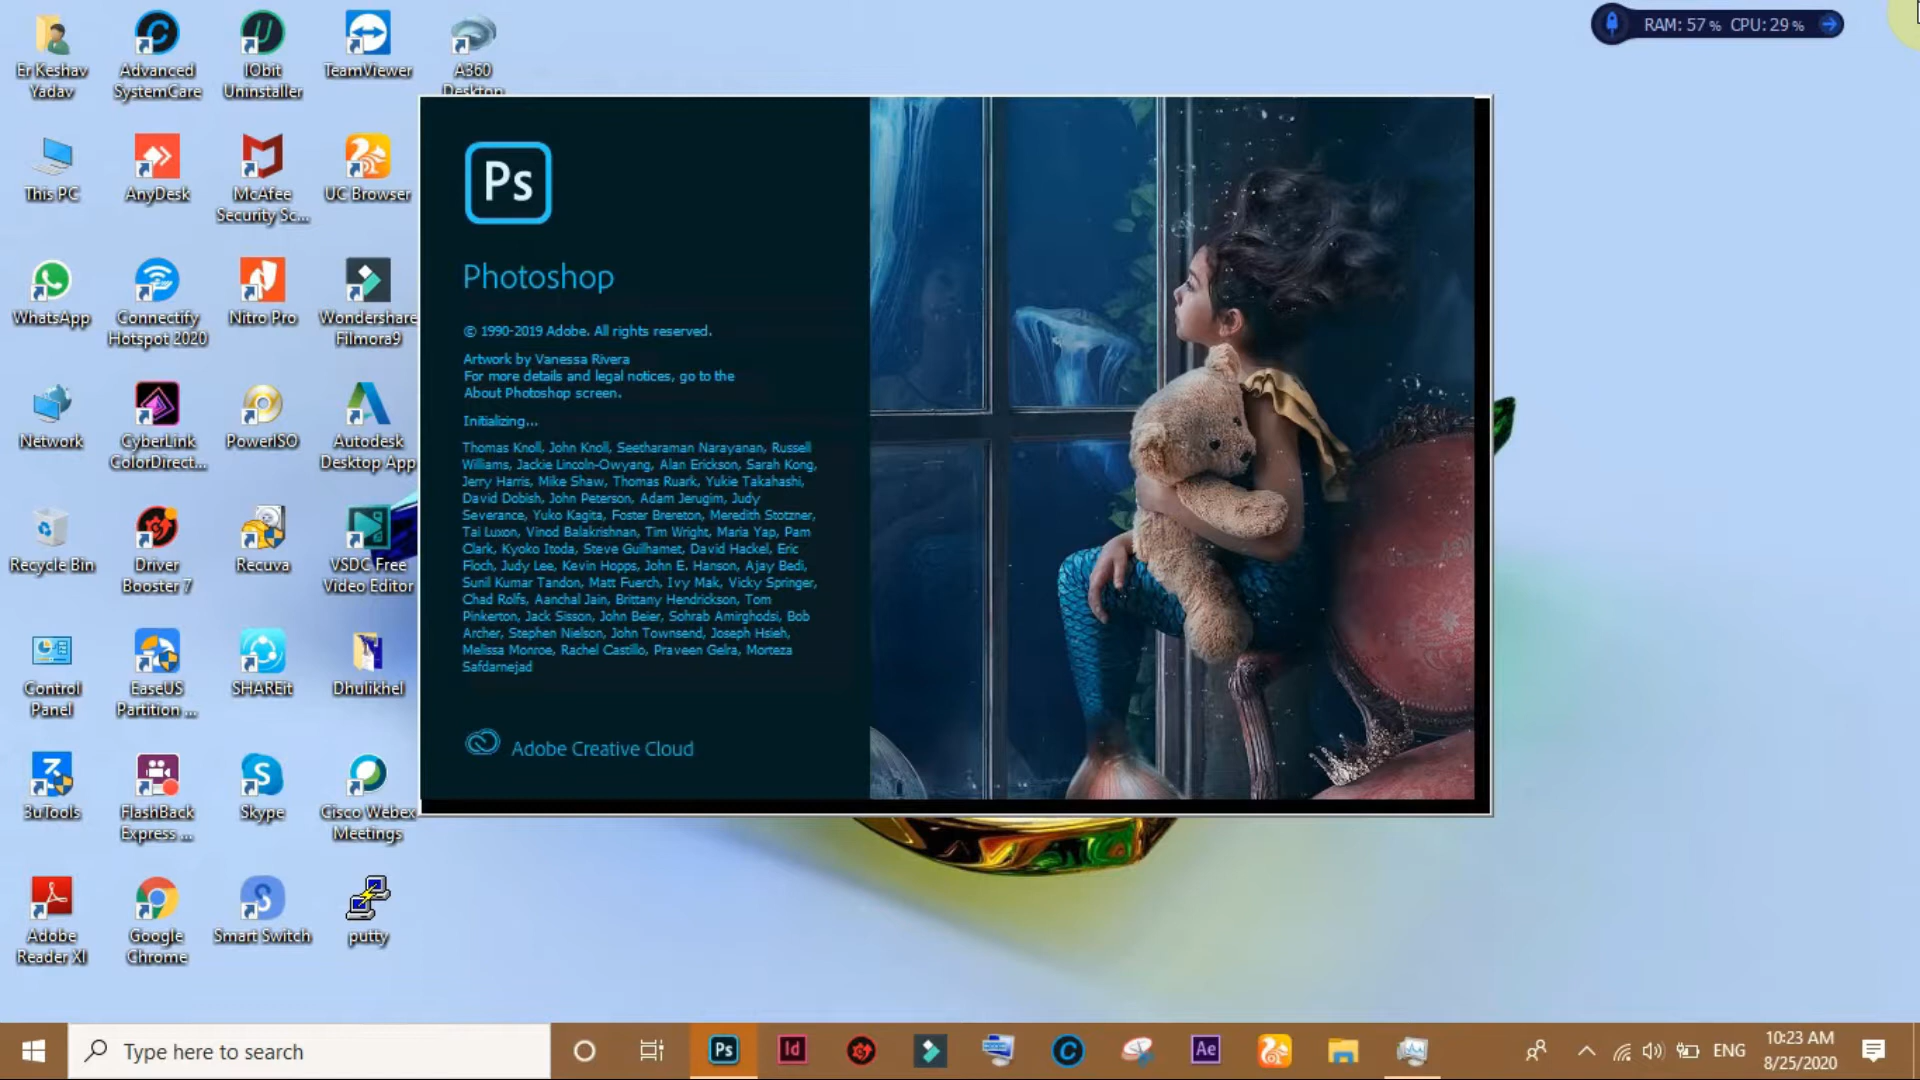 RAM: 57 % CPU: 29 %
Er Keshav
Yadav
Advanced
SystemCare
IObit
Uninstaller
TeamViewer
A360
Desktop
This PC
AnyDesk
McAfee
Security Sc...
UC Browser
WhatsApp
Connectify
Hotspot 2020
Nitro Pro
Wondershare
Filmora9
Network
CyberLink
ColorDirect...
PowerISO
Autodesk
Desktop App
Recycle Bin
Driver
Booster 7
Recuva
VSDC Free
Video Editor
Control
Panel
EaseUS
Partition ...
SHAREit
Dhulikhel
3uTools
FlashBack
Express ...
Skype
Cisco Webex
Meetings
Adobe
Reader XI
Google
Chrome
Smart Switch
putty
Ps
Photoshop
© 1990-2019 Adobe. All rights reserved.
Artwork by Vanessa Rivera
For more details and legal notices, go to the
About Photoshop screen.
Initializing...
Thomas Knoll, John Knoll, Seetharaman Narayanan, Russell
Williams, Jackie Lincoln-Owyang, Alan Erickson, Sarah Kong,
Jerry Harris, Mike Shaw, Thomas Ruark, Yukie Takahashi,
David Dobish, John Peterson, Adam Jerugim, Judy
Severance, Yuko Kagita, Foster Brereton, Meredith Stotzner,
Tai Luxon, Vinod Balakrishnan, Tim Wright, Maria Yap, Pam
Clark, Kyoko Itoda, Steve Guilhamet, David Hackel, Eric
Floch, Judy Lee, Kevin Hopps, John E. Hanson, Ajay Bedi,
Sunil Kumar Tandon, Matt Fuerch, Ivy Mak, Vicky Springer,
Chad Rolfs, Aanchal Jain, Brittany Hendrickson, Tom
Pinkerton, Jack Sisson, John Beier, Sohrab Amirghodsi, Bob
Archer, Stephen Nielson, John Townsend, Joseph Hsieh,
Melissa Monroe, Rachel Castillo, Praveen Gelra, Morteza
Safdarnejad
Adobe Creative Cloud
Type here to search
Ps
Id
Ae
ENG
10:23 AM
8/25/2020